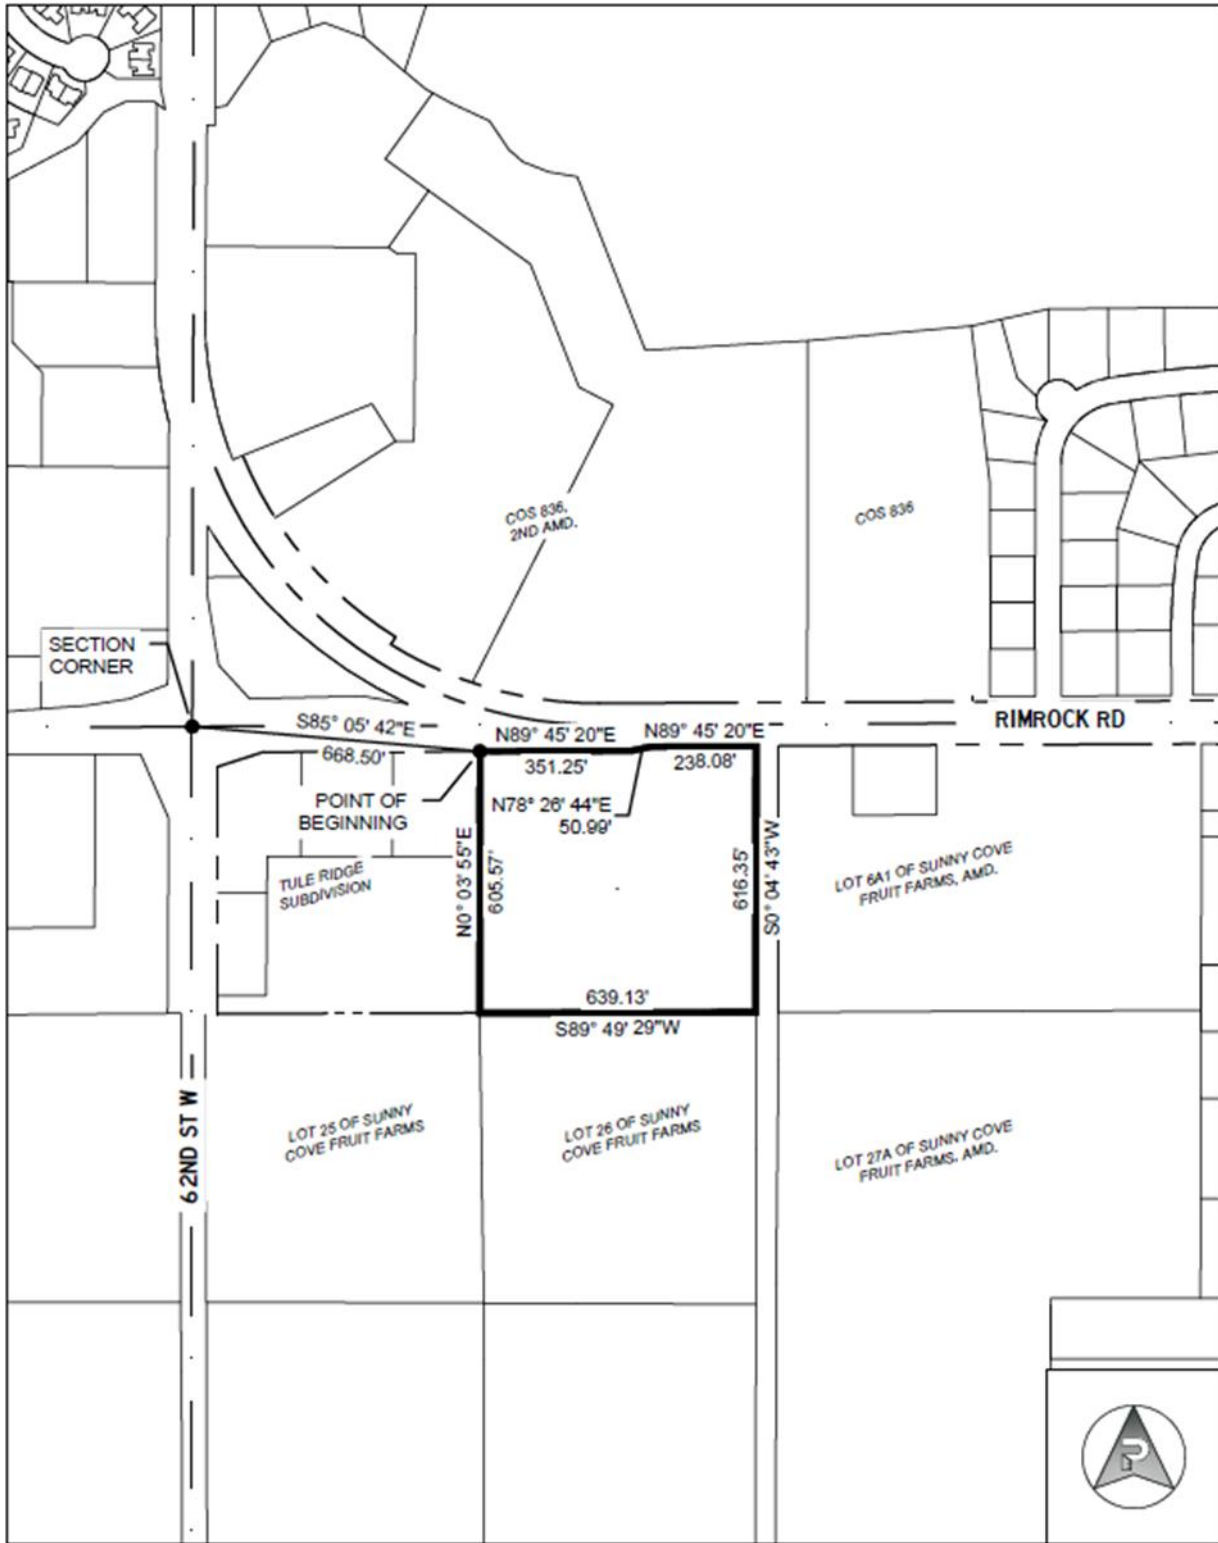 COS 836,
2ND AMD.
COS 836
SECTION
CORNER
S85° 05' 42"E
668.50'
N89° 45' 20"E
351.25'
N89° 45' 20"E
238.08'
RIMROCK RD
POINT OF
BEGINNING
N78° 26' 44"E
50.99'
TULE RIDGE
SUBDIVISION
N0° 03' 55"E
605.57'
616.35'
S0° 04' 43"W
LOT 6A1 OF SUNNY COVE
FRUIT FARMS, AMD.
639.13'
S89° 49' 29"W
62ND ST W
LOT 25 OF SUNNY
COVE FRUIT FARMS
LOT 26 OF SUNNY
COVE FRUIT FARMS
LOT 27A OF SUNNY COVE
FRUIT FARMS, AMD.
P